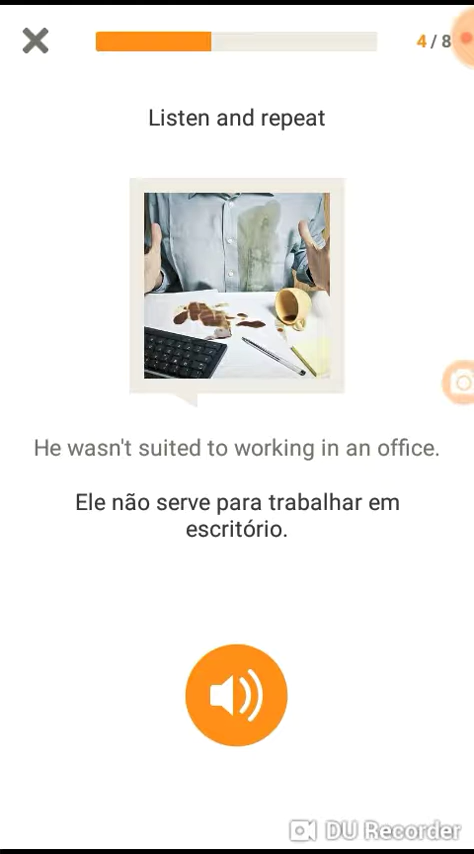 4 / 8
Listen and repeat
He wasn't suited to working in an office.
Ele não serve para trabalhar em
escritório.
DU Recorder